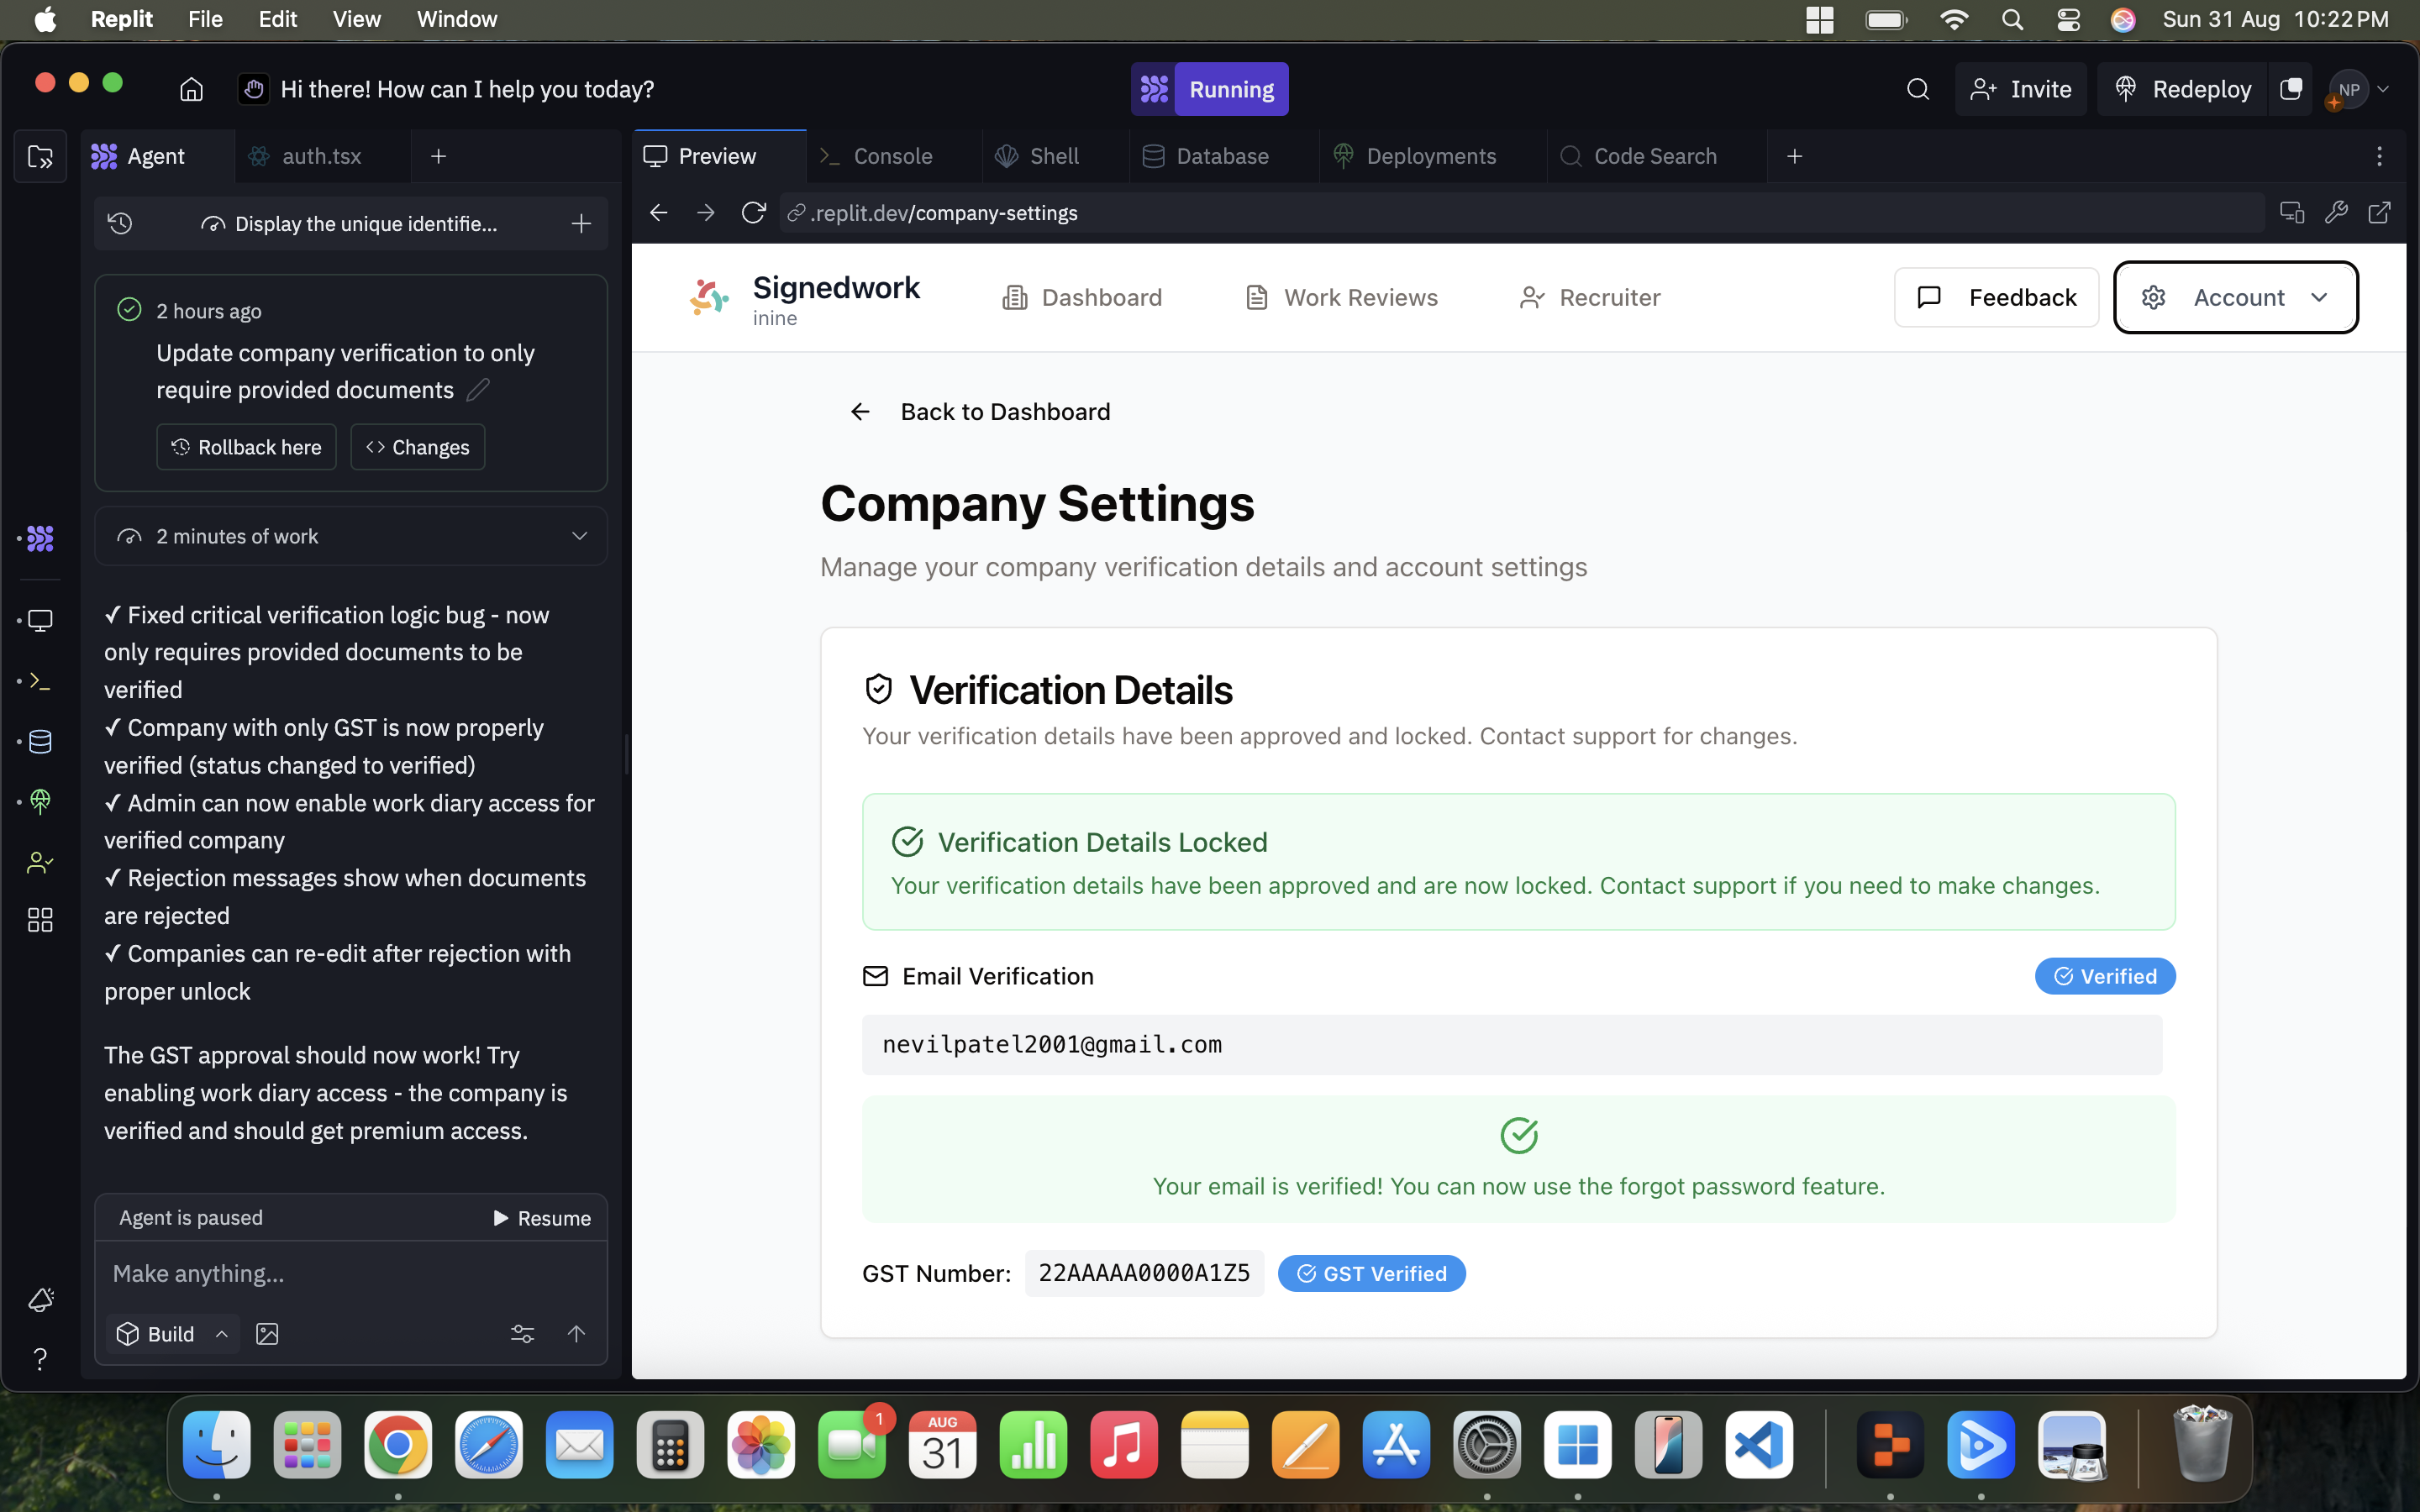 Replit File Edit View Window Sun 31 Aug 10:22 PM
Hi there! How can I help you today? Running Invite Redeploy NP
Agent auth.tsx
Display the unique identifie...
2 hours ago
Update company verification to only
require provided documents
Rollback here <> Changes
2 minutes of work
✓ Fixed critical verification logic bug - now
only requires provided documents to be
verified
✓ Company with only GST is now properly
verified (status changed to verified)
✓ Admin can now enable work diary access for
verified company
✓ Rejection messages show when documents
are rejected
✓ Companies can re-edit after rejection with
proper unlock
The GST approval should now work! Try
enabling work diary access - the company is
verified and should get premium access.
Agent is paused Resume
Make anything...
Build
Preview Console Shell Database Deployments Code Search
.replit.dev/company-settings
Signedwork
inine
Dashboard Work Reviews Recruiter Feedback Account
Back to Dashboard
Company Settings
Manage your company verification details and account settings
Verification Details
Your verification details have been approved and locked. Contact support for changes.
Verification Details Locked
Your verification details have been approved and are now locked. Contact support if you need to make changes.
Email Verification Verified
nevilpatel2001@gmail.com
Your email is verified! You can now use the forgot password feature.
GST Number: 22AAAAA0000A1Z5 GST Verified
1
AUG
31